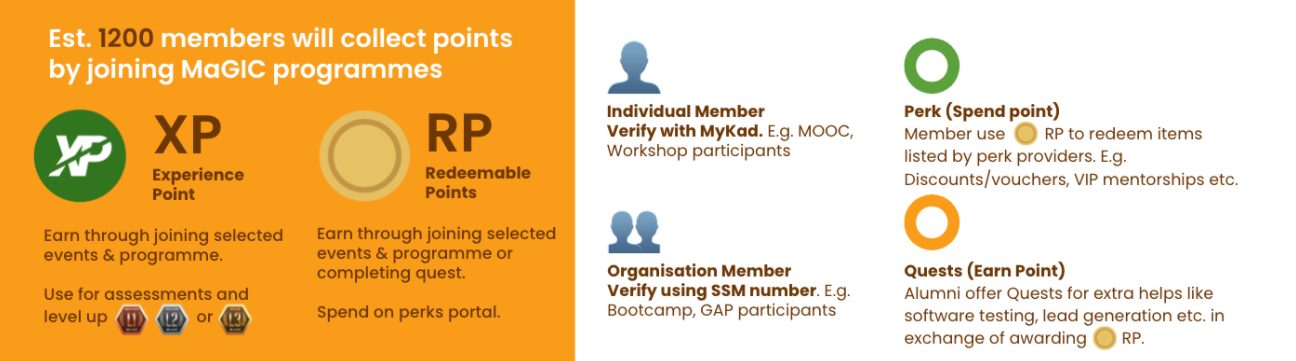 Est. 1200 members will collect points
by joining MaGIC programmes
XP
XP
Experience
Point
Earn through joining selected
events & programme.
Use for assessments and
level up L1 L2 or L3
RP
Redeemable
Points
Earn through joining selected
events & programme or
completing quest.
Spend on perks portal.
Individual Member
Verify with MyKad. E.g. MOOC,
Workshop participants
Organisation Member
Verify using SSM number. E.g.
Bootcamp, GAP participants
Perk (Spend point)
Member use RP to redeem items
listed by perk providers. E.g.
Discounts/vouchers, VIP mentorships etc.
Quests (Earn Point)
Alumni offer Quests for extra helps like
software testing, lead generation etc. in
exchange of awarding RP.